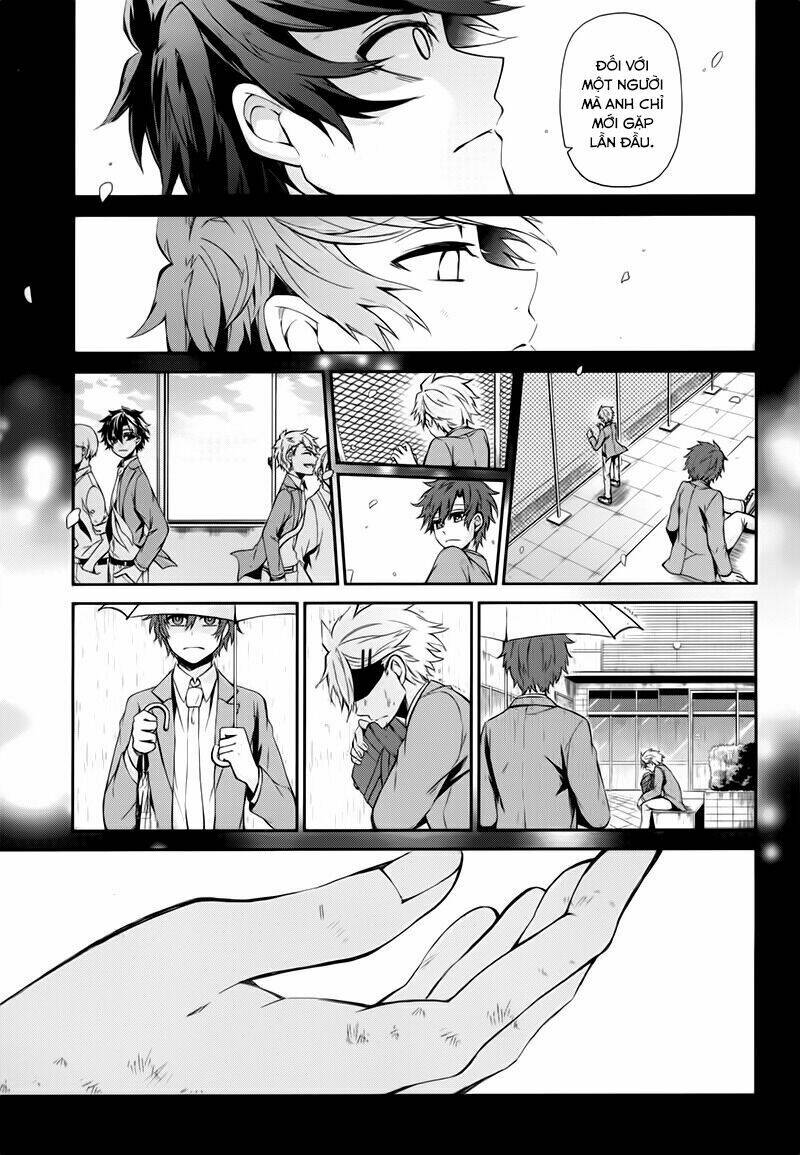 ĐỐI VỚI
MỘT NGƯỜI
MÀ ANH CHỈ
MỚI GẶP
LẦN ĐẦU.